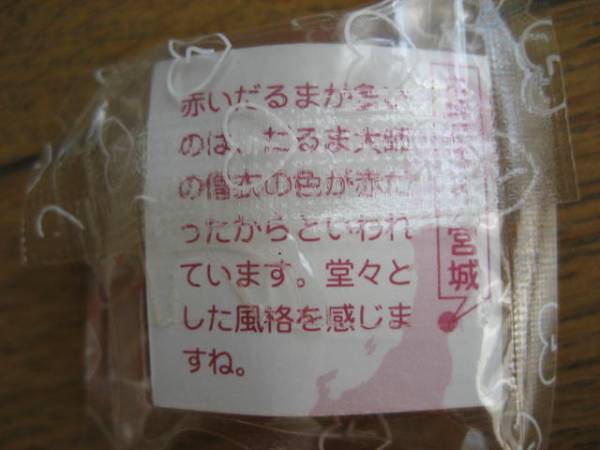 宮城
赤いだるまが多い
のは、だるま大師
の僧衣の色が赤だ
ったからといわれ
ています。堂々と
した風格を感じま
すね。